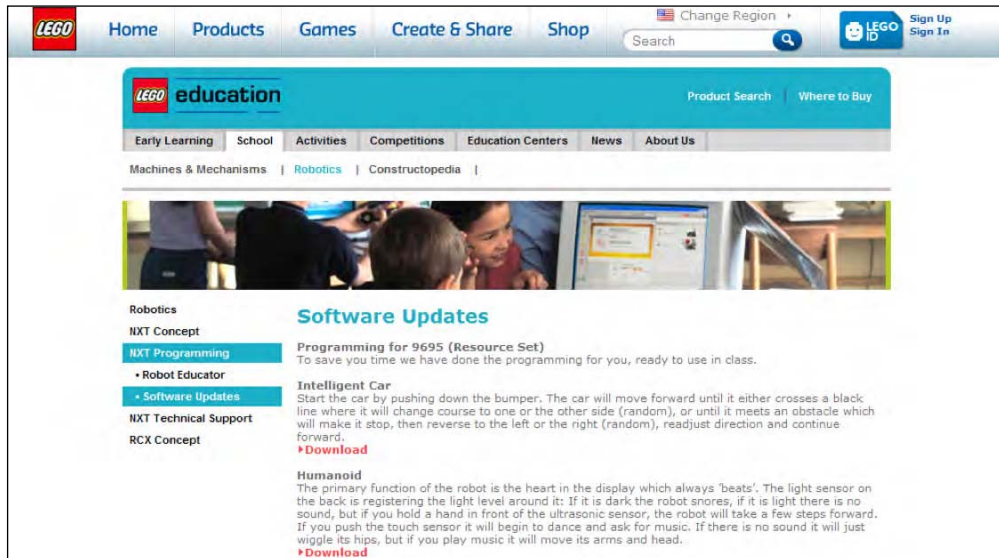 LEGO Home Products Games Create & Share Shop Change Region Search LEGO ID Sign Up Sign In
LEGO education
Product Search | Where to Buy
Early Learning School Activities Competitions Education Centers News About Us
Machines & Mechanisms | Robotics | Constructopedia |
Robotics
NXT Concept
NXT Programming
• Robot Educator
• Software Updates
NXT Technical Support
RCX Concept
Software Updates
Programming for 9695 (Resource Set)
To save you time we have done the programming for you, ready to use in class.
Intelligent Car
Start the car by pushing down the bumper. The car will move forward until it either crosses a black
line where it will change course to one or the other side (random), or until it meets an obstacle which
will make it stop, then reverse to the left or the right (random), readjust direction and continue
forward.
Download
Humanoid
The primary function of the robot is the heart in the display which always 'beats'. The light sensor on
the back is registering the light level around it: If it is dark the robot snores, if it is light there is no
sound, but if you hold a hand in front of the ultrasonic sensor, the robot will take a few steps forward.
If you push the touch sensor it will begin to dance and ask for music. If there is no sound it will just
wiggle its hips, but if you play music it will move its arms and head.
Download